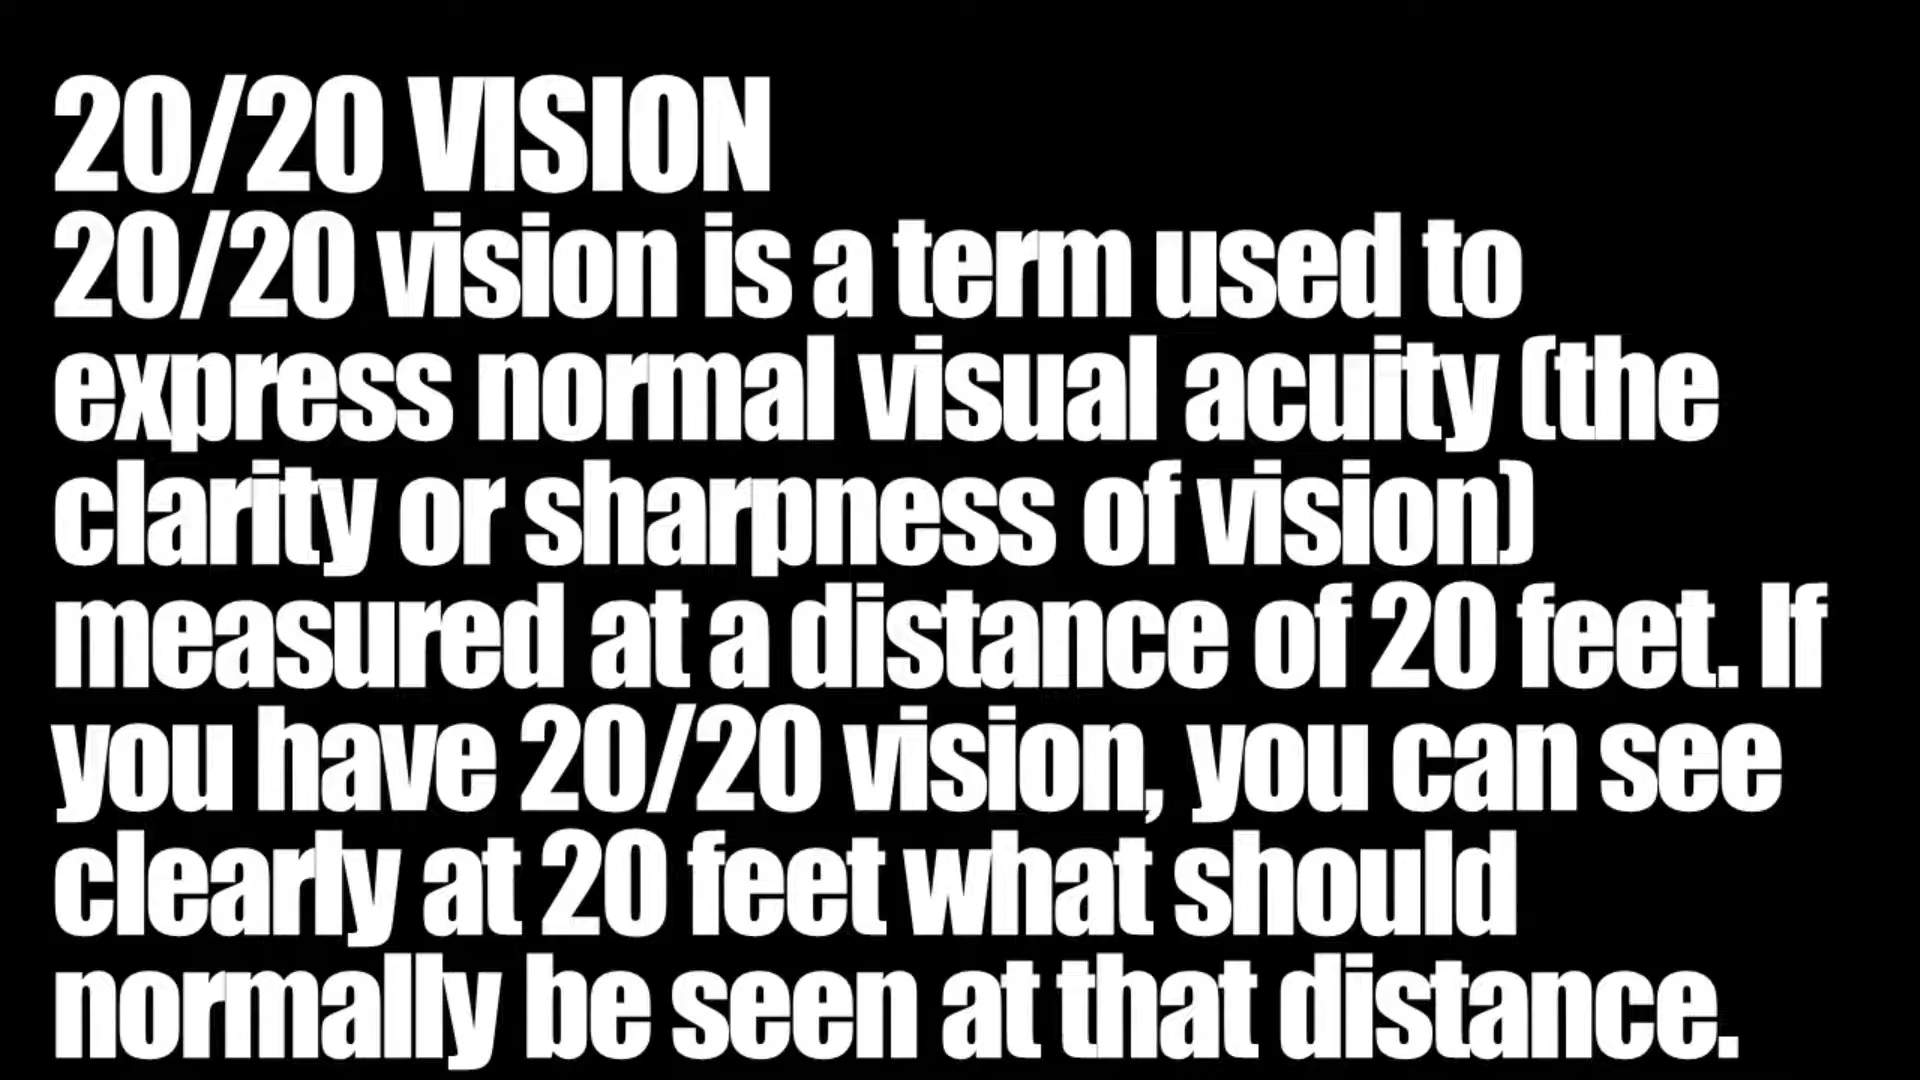 20/20 VISION
20/20 vision is a term used to
express normal visual acuity (the
clarity or sharpness of vision)
measured at a distance of 20 feet. If
you have 20/20 vision, you can see
clearly at 20 feet what should
normally be seen at that distance.